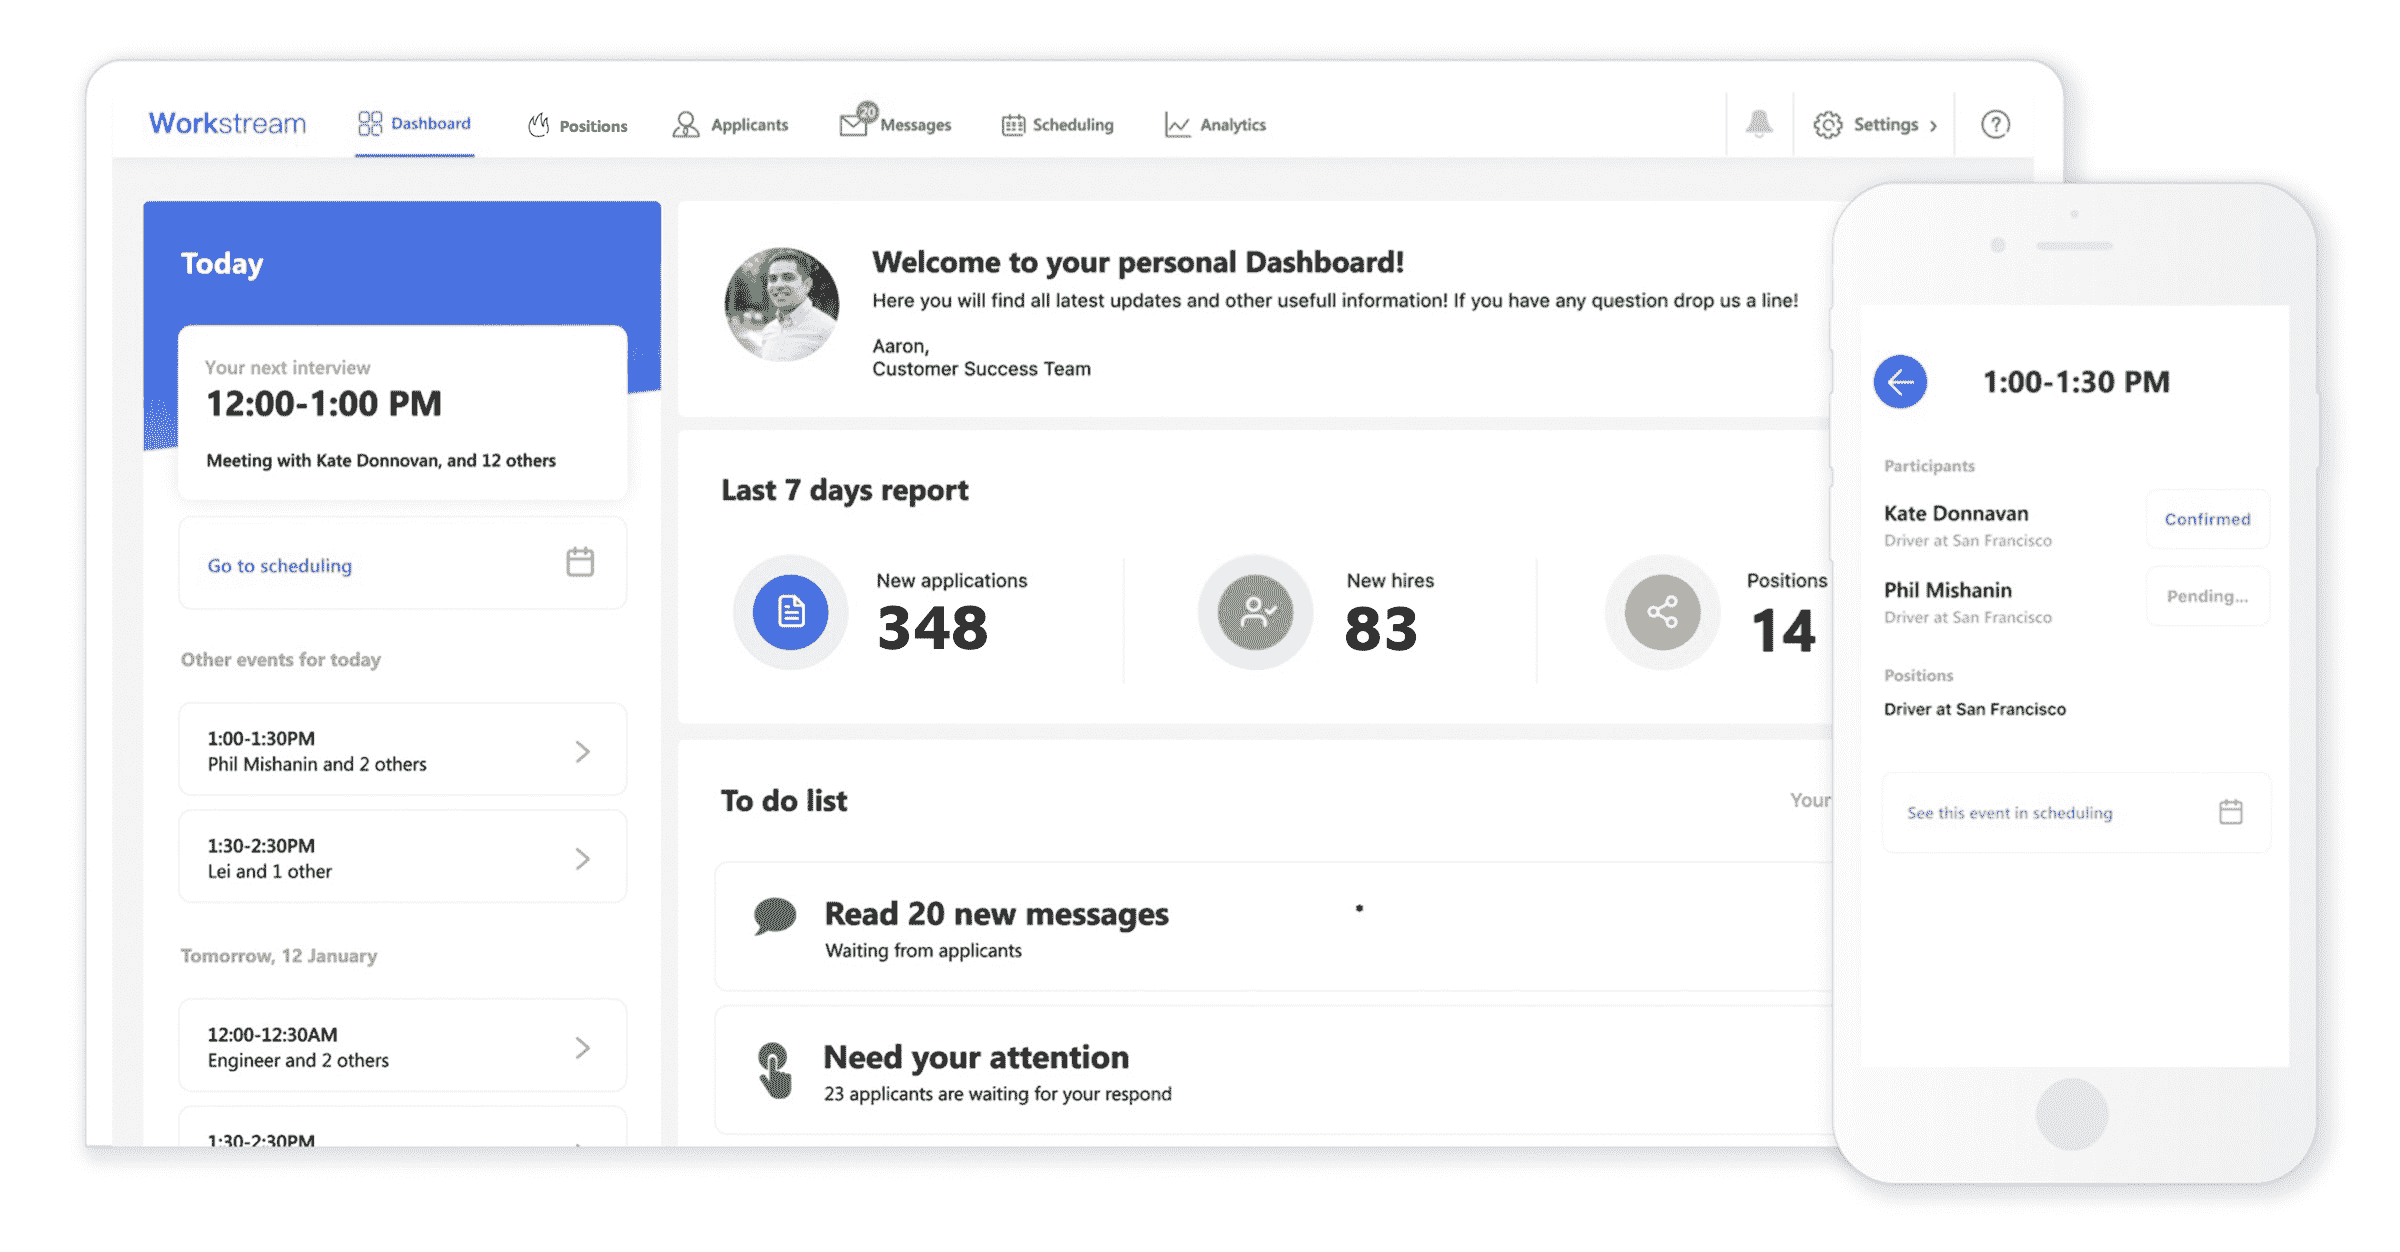 Workstream
Dashboard
Positions
Applicants
20
Messages
Scheduling
Analytics
Settings
?
Today
Your next interview
12:00-1:00 PM
Meeting with Kate Donnovan, and 12 others
Go to scheduling
Other events for today
1:00-1:30PM
Phil Mishanin and 2 others
1:30-2:30PM
Lei and 1 other
Tomorrow, 12 January
12:00-12:30AM
Engineer and 2 others
1:30-2:30PM
Welcome to your personal Dashboard!
Here you will find all latest updates and other usefull information! If you have any question drop us a line!
Aaron,
Customer Success Team
Last 7 days report
New applications
348
New hires
83
Positions
14
To do list
Your
Read 20 new messages
Waiting from applicants
Need your attention
23 applicants are waiting for your respond
1:00-1:30 PM
Participants
Kate Donnavan
Driver at San Francisco
Confirmed
Phil Mishanin
Driver at San Francisco
Pending...
Positions
Driver at San Francisco
See this event in scheduling